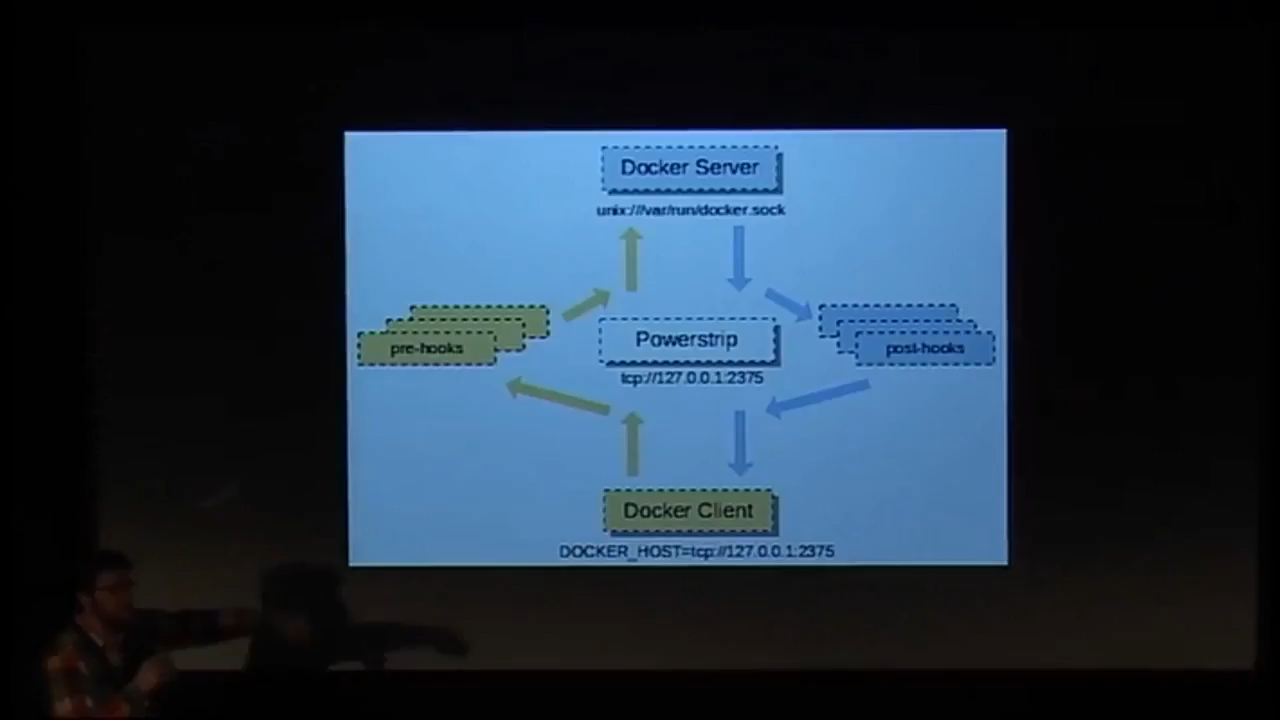 Docker Server
unix:///var/run/docker.sock
pre-hooks
Powerstrip
tcp://127.0.0.1:2375
post-hooks
Docker Client
DOCKER_HOST=tcp://127.0.0.1:2375